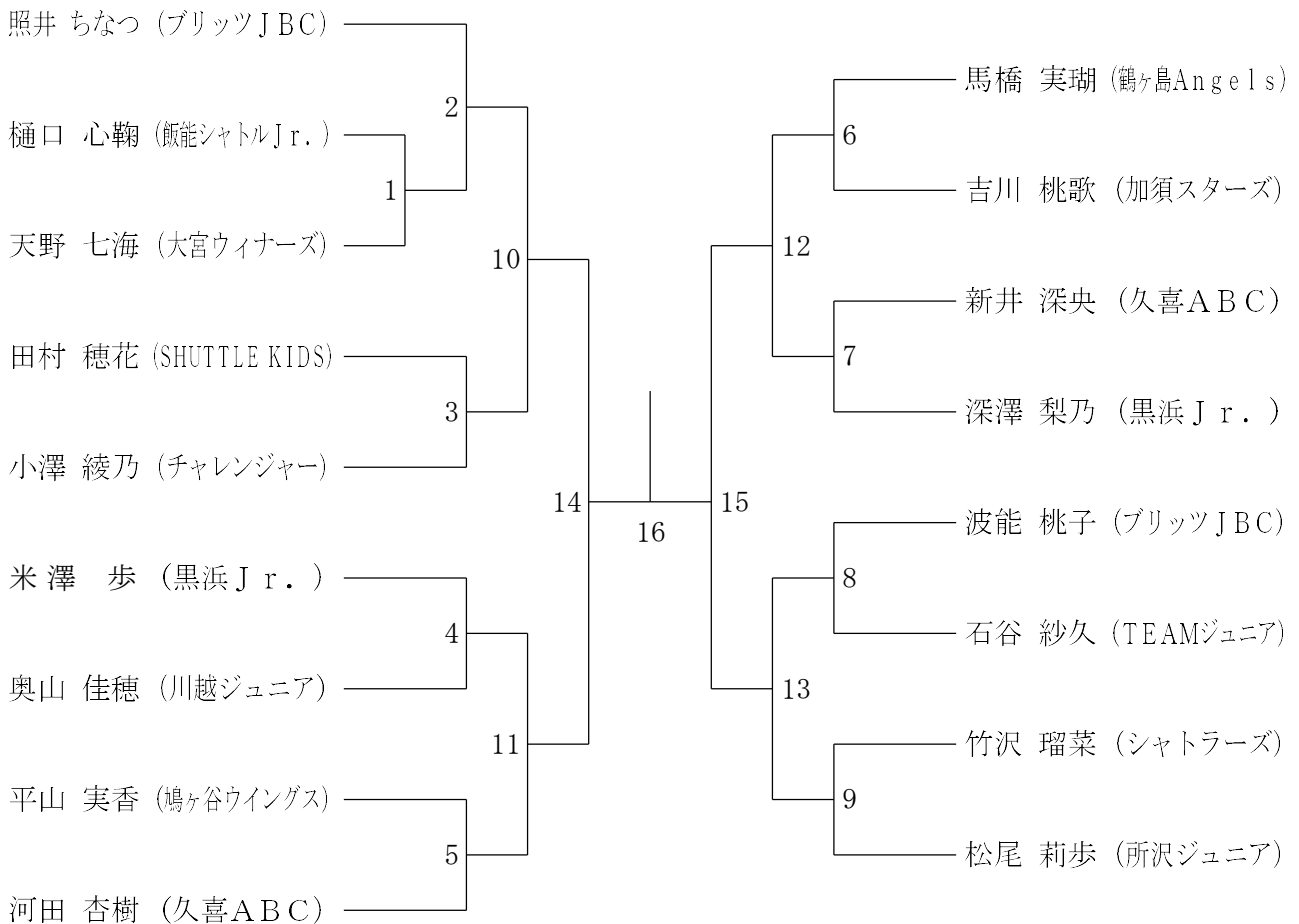 照井 ちなつ (ブリッツＪＢＣ)
2
樋口 心鞠 (飯能シャトルJr.)
1
天野 七海 (大宮ウィナーズ)
10
田村 穂花 (SHUTTLE KIDS)
3
小澤 綾乃 (チャレンジャー)
14
米澤 歩 (黒浜Ｊｒ．)
4
奥山 佳穂 (川越ジュニア)
11
平山 実香 (鳩ヶ谷ウイングス)
5
河田 杏樹 (久喜ＡＢＣ)
16
馬橋 実瑚 (鶴ヶ島Angels)
6
吉川 桃歌 (加須スターズ)
12
新井 深央 (久喜ＡＢＣ)
7
深澤 梨乃 (黒浜Ｊｒ．)
15
波能 桃子 (ブリッツＪＢＣ)
8
石谷 紗久 (TEAMジュニア)
13
竹沢 瑠菜 (シャトラーズ)
9
松尾 莉歩 (所沢ジュニア)